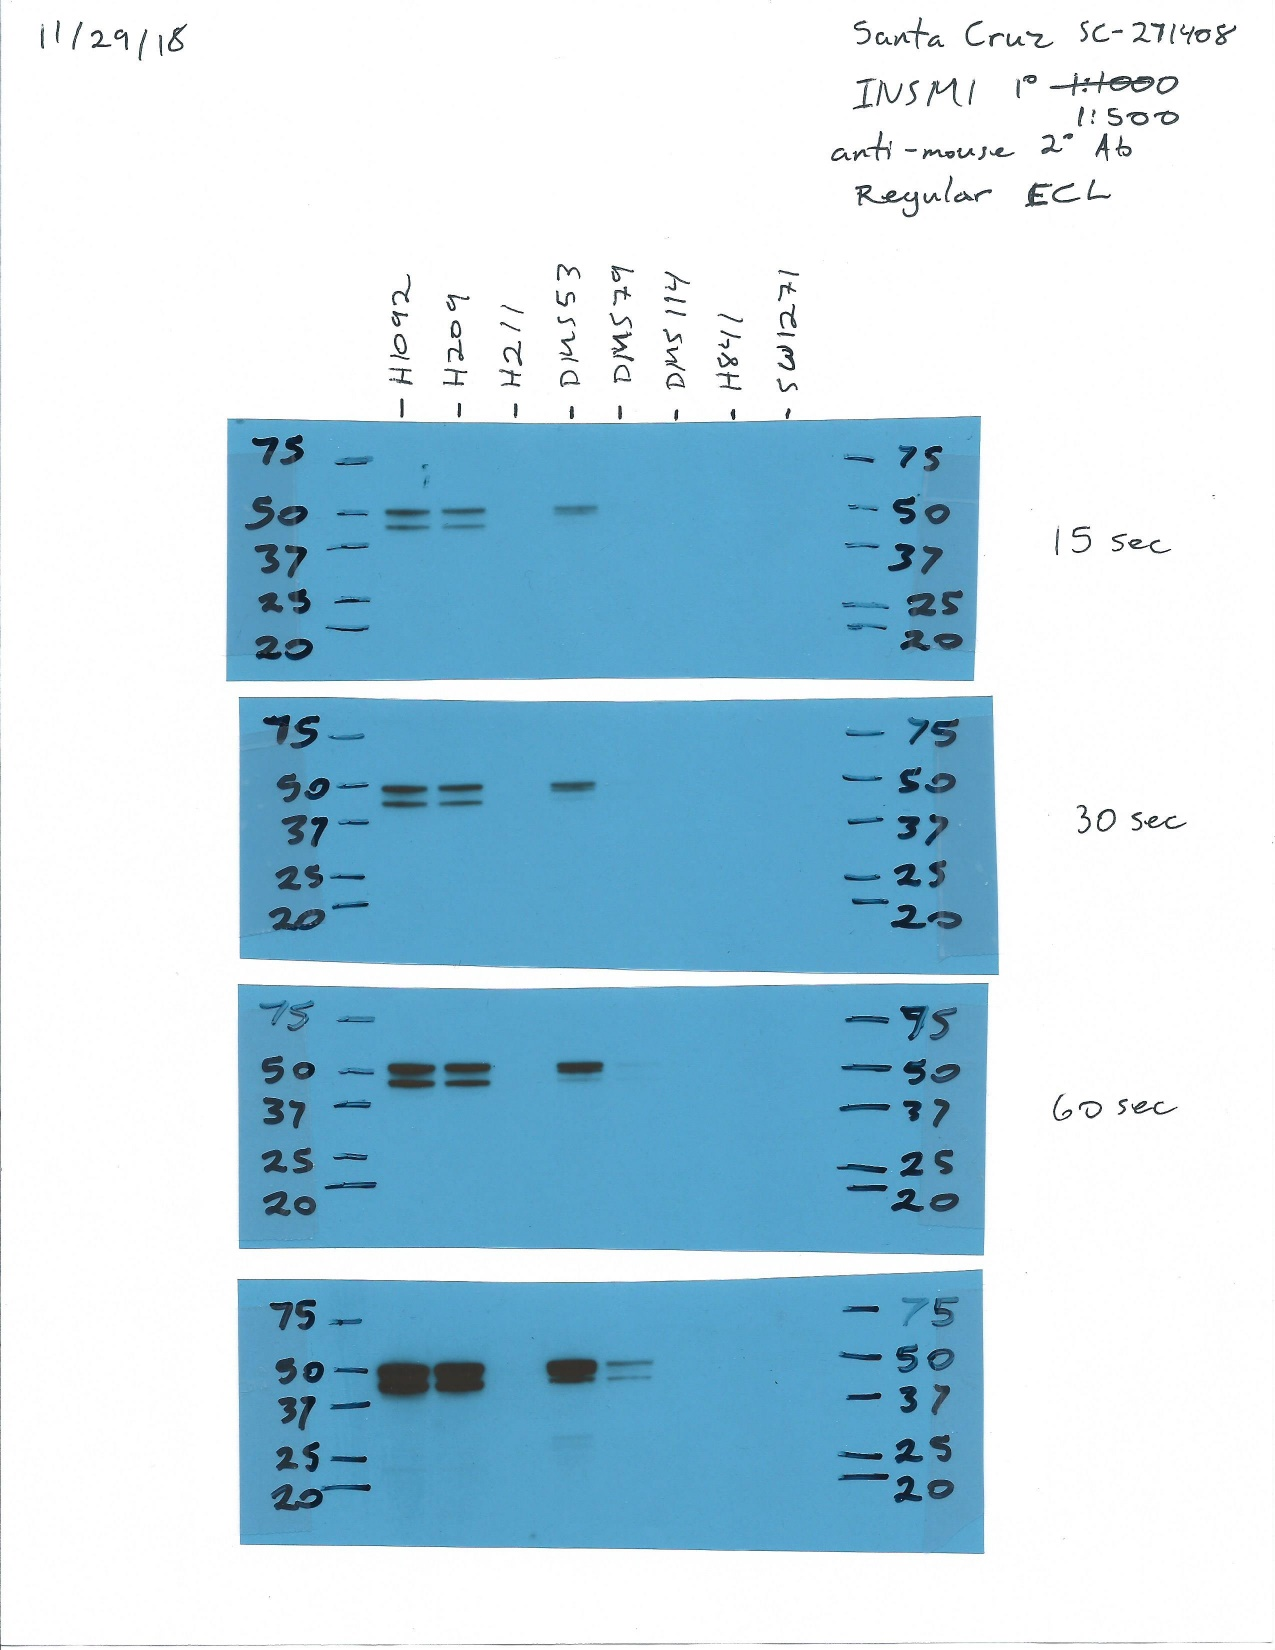 11/29/18
Santa Cruz SC-271408
INSM1 1° 1:1000
1:500
anti-mouse 2° Ab
Regular ECL
- H1092
- H209
- H211
- DMS53
- DMS79
- DMS114
- H841
- SW1271
75 — — 75
50 — — 50
37 — — 37
25 — — 25
20 — — 20
15 sec
75 — — 75
50 — — 50
37 — — 37
25 — — 25
20 — — 20
30 sec
75 — — 75
50 — — 50
37 — — 37
25 — — 25
20 — — 20
60 sec
75 — — 75
50 — — 50
37 — — 37
25 — — 25
20 — — 20